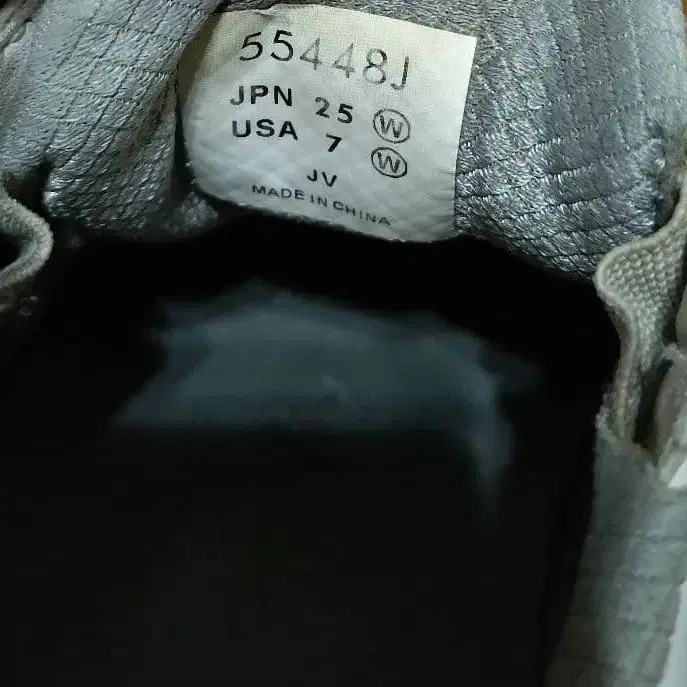 55448J
JPN 25 Ⓦ
USA 7 Ⓦ
JV
MADE IN CHINA